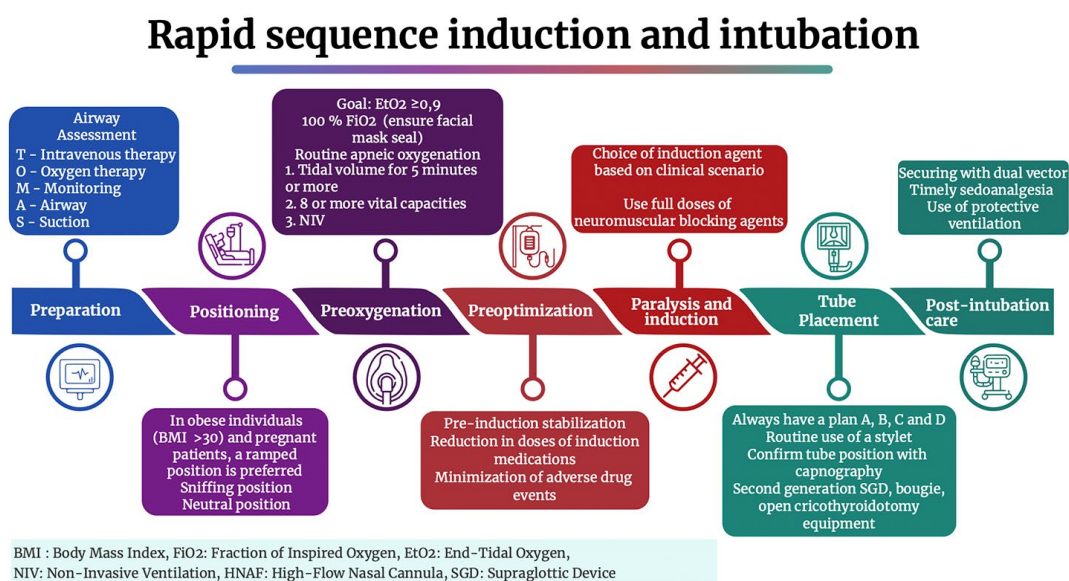 Rapid sequence induction and intubation
Airway
Assessment
T - Intravenous therapy
O - Oxygen therapy
M - Monitoring
A - Airway
S - Suction
Goal: EtO2 ≥0,9
100 % FiO2 (ensure facial
mask seal)
Routine apneic oxygenation
1. Tidal volume for 5 minutes
or more
2. 8 or more vital capacities
3. NIV
Choice of induction agent
based on clinical scenario
Use full doses of
neuromuscular blocking agents
Securing with dual vector
Timely sedoanalgesia
Use of protective
ventilation
Preparation
Positioning
Preoxygenation
Preoptimization
Paralysis and
induction
Tube
Placement
Post-intubation
care
In obese individuals
(BMI >30) and pregnant
patients, a ramped
position is preferred
Sniffing position
Neutral position
Pre-induction stabilization
Reduction in doses of induction
medications
Minimization of adverse drug
events
Always have a plan A, B, C and D
Routine use of a stylet
Confirm tube position with
capnography
Second generation SGD, bougie,
open cricothyroidotomy
equipment
BMI : Body Mass Index, FiO2: Fraction of Inspired Oxygen, EtO2: End-Tidal Oxygen,
NIV: Non-Invasive Ventilation, HNAF: High-Flow Nasal Cannula, SGD: Supraglottic Device